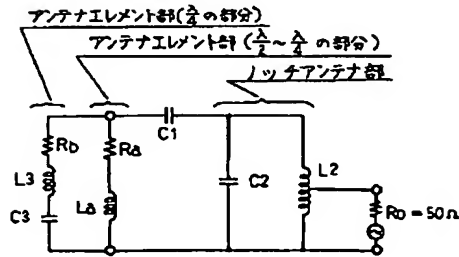 アンテナエレメント部(λ/4の部分)
アンテナエレメント部(λ/2~λ/4の部分)
ノッチアンテナ部
C1
Rb
Ra
L3
C3
La
C2
L2
Ro=50Ω